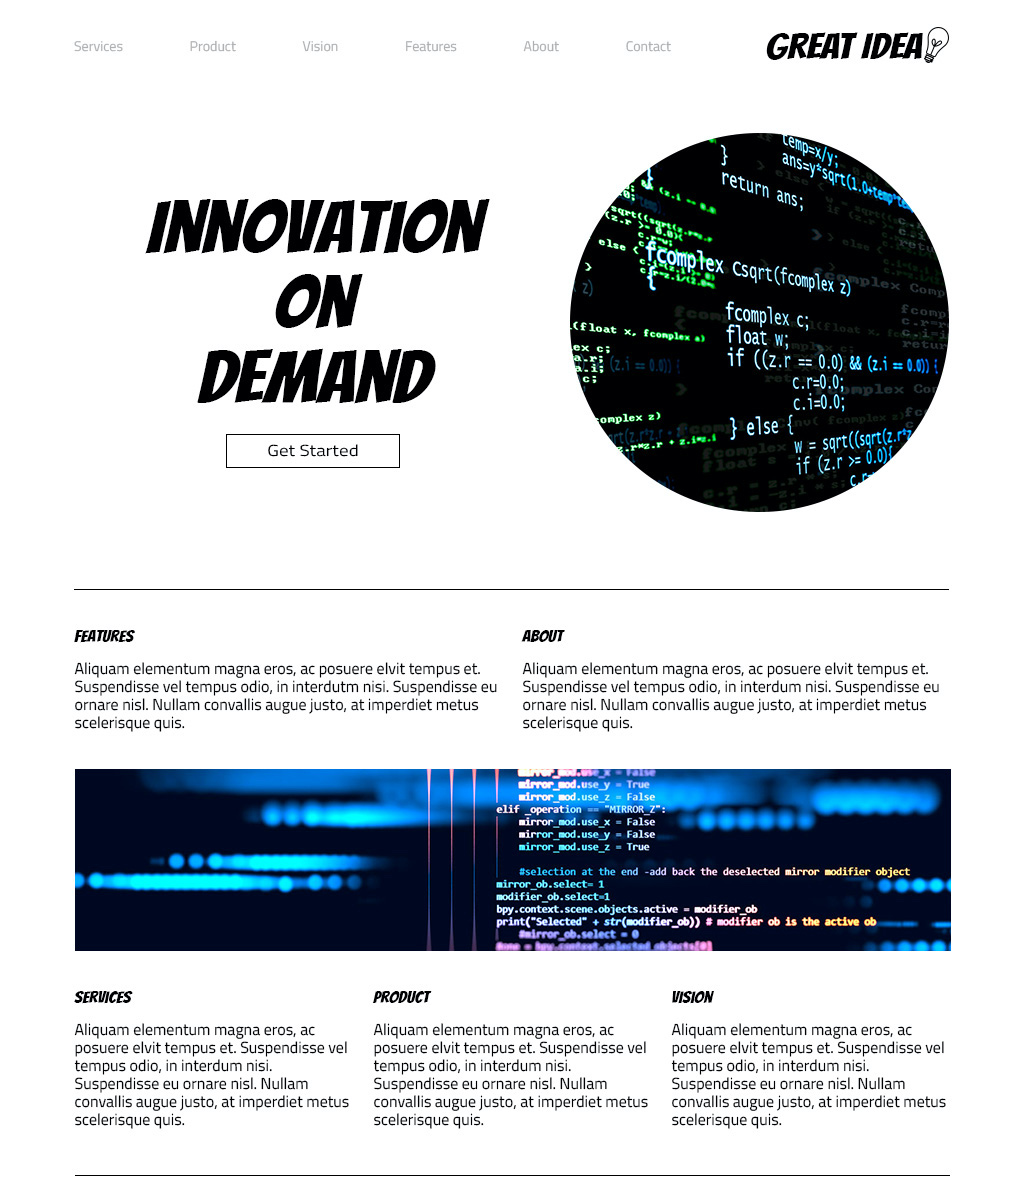 Services Product Vision Features About Contact GREAT IDEA
INNOVATION
ON
DEMAND
Get Started
temp=x/y;
}
return ans;
else <
fcomplex Csqrt(fcomplex z)
{
fcomplex c;
(float x, fcomplex a)
float w;
if ((z.r == 0.0) && (z.i == 0.0)) {
c.r=0.0;
c.i=0.0;
} else {
w = sqrt((sqrt(z.r*z.
if (z.r >= 0.0){
FEATURES
Aliquam elementum magna eros, ac posuere elvit tempus et.
Suspendisse vel tempus odio, in interdutm nisi. Suspendisse eu
ornare nisl. Nullam convallis augue justo, at imperdiet metus
scelerisque quis.
ABOUT
Aliquam elementum magna eros, ac posuere elvit tempus et.
Suspendisse vel tempus odio, in interdum nisi. Suspendisse eu
ornare nisl. Nullam convallis augue justo, at imperdiet metus
scelerisque quis.
mirror_mod.use_x = False
mirror_mod.use_y = True
mirror_mod.use_z = False
elif _operation == "MIRROR_Z":
mirror_mod.use_x = False
mirror_mod.use_y = False
mirror_mod.use_z = True
#selection at the end -add back the deselected mirror modifier object
mirror_ob.select= 1
modifier_ob.select=1
bpy.context.scene.objects.active = modifier_ob
print("Selected" + str(modifier_ob)) # modifier ob is the active ob
#mirror_ob.select = 0
#one = bpy.context.selected_objects[0]
SERVICES
Aliquam elementum magna eros, ac
posuere elvit tempus et. Suspendisse vel
tempus odio, in interdum nisi.
Suspendisse eu ornare nisl. Nullam
convallis augue justo, at imperdiet metus
scelerisque quis.
PRODUCT
Aliquam elementum magna eros, ac
posuere elvit tempus et. Suspendisse vel
tempus odio, in interdum nisi.
Suspendisse eu ornare nisl. Nullam
convallis augue justo, at imperdiet metus
scelerisque quis.
VISION
Aliquam elementum magna eros, ac
posuere elvit tempus et. Suspendisse vel
tempus odio, in interdum nisi.
Suspendisse eu ornare nisl. Nullam
convallis augue justo, at imperdiet metus
scelerisque quis.